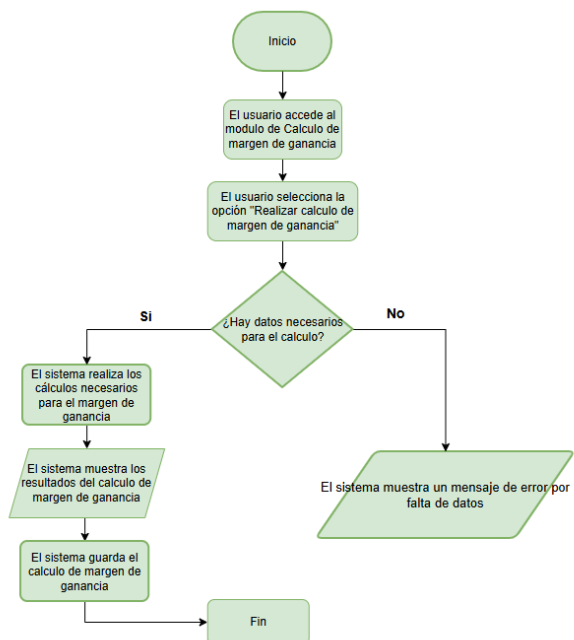 Inicio
El usuario accede al
modulo de Calculo de
margen de ganancia
El usuario selecciona la
opción "Realizar calculo de
margen de ganancia"
¿Hay datos necesarios
para el calculo?
Si
No
El sistema realiza los
cálculos necesarios
para el margen de
ganancia
El sistema muestra los
resultados del calculo de
margen de ganancia
El sistema muestra un mensaje de error por
falta de datos
El sistema guarda el
calculo de margen de
ganancia
Fin